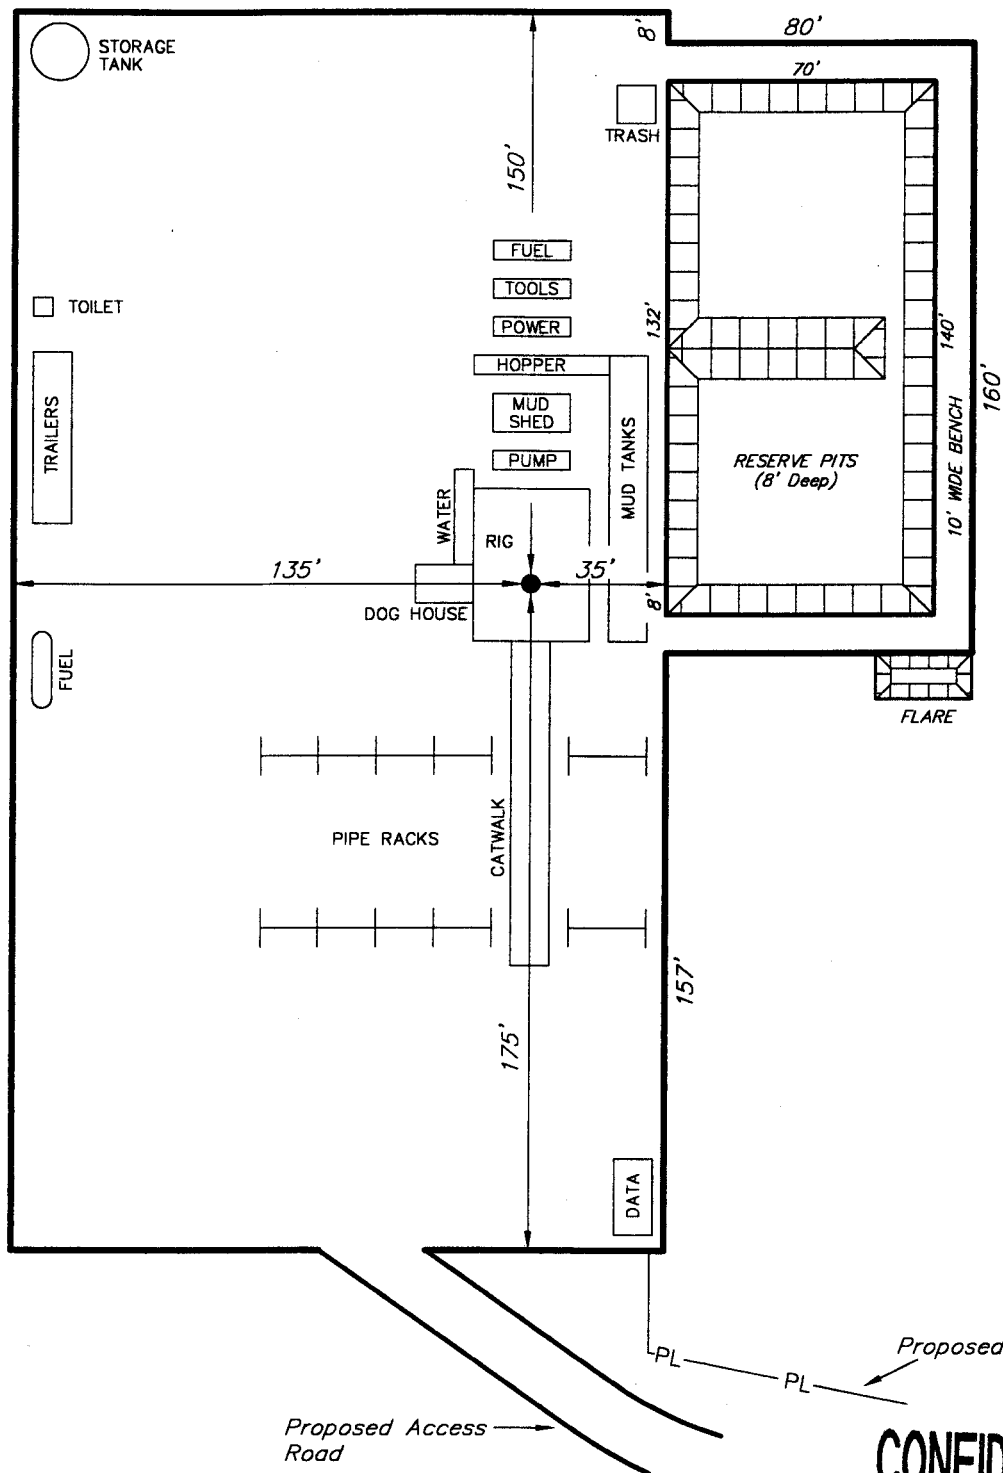 8'
80'
STORAGE
TANK
70'
TRASH
150'
FUEL
TOOLS
TOILET
POWER
132'
140'
160'
HOPPER
TRAILERS
MUD
SHED
MUD TANKS
10' WIDE BENCH
PUMP
RESERVE PITS
(8' Deep)
WATER
RIG
135'
35'
8'
DOG HOUSE
FUEL
FLARE
PIPE RACKS
CATWALK
157'
175'
DATA
PL
PL
Proposed
Proposed Access
Road
CONFID